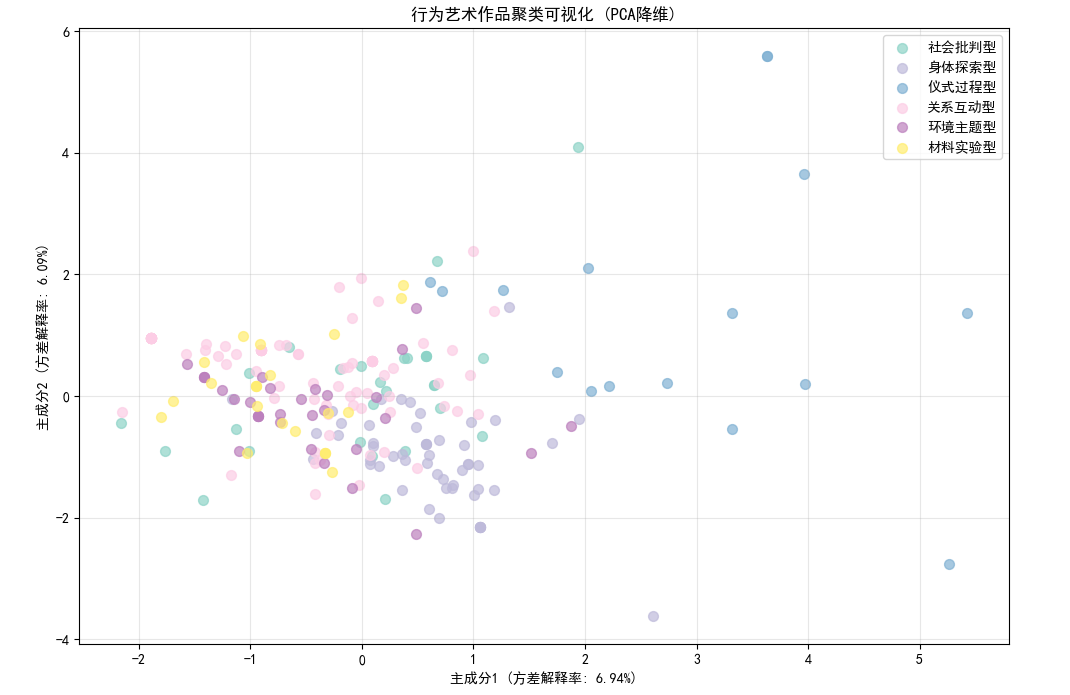 行为艺术作品聚类可视化 (PCA降维)
社会批判型
身体探索型
仪式过程型
关系互动型
环境主题型
材料实验型
主成分2 (方差解释率: 6.09%)
6
4
2
0
−2
−4
−2
−1
0
1
2
3
4
5
主成分1 (方差解释率: 6.94%)